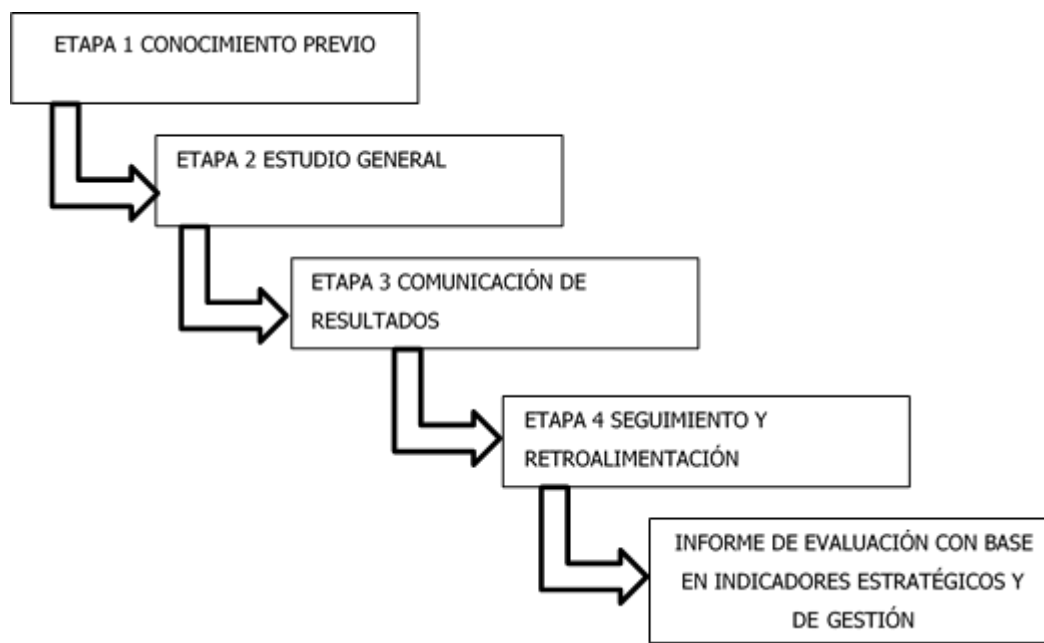 ETAPA 1 CONOCIMIENTO PREVIO
ETAPA 2 ESTUDIO GENERAL
ETAPA 3 COMUNICACIÓN DE
RESULTADOS
ETAPA 4 SEGUIMIENTO Y
RETROALIMENTACIÓN
INFORME DE EVALUACIÓN CON BASE
EN INDICADORES ESTRATÉGICOS Y
DE GESTIÓN